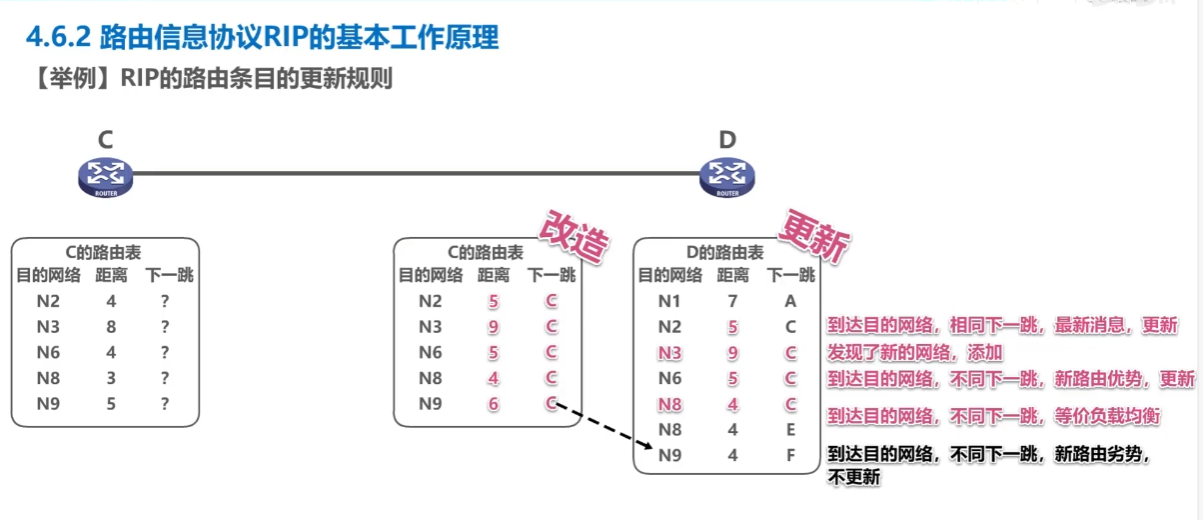 4.6.2 路由信息协议RIP的基本工作原理
【举例】RIP的路由条目的更新规则
C
D
ROUTER
ROUTER
C的路由表
目的网络 距离 下一跳
N2 4 ?
N3 8 ?
N6 4 ?
N8 3 ?
N9 5 ?
改造
C的路由表
目的网络 距离 下一跳
N2 5 C
N3 9 C
N6 5 C
N8 4 C
N9 6 C
更新
D的路由表
目的网络 距离 下一跳
N1 7 A
N2 5 C
N3 9 C
N6 5 C
N8 4 C
N8 4 E
N9 4 F
到达目的网络，相同下一跳，最新消息，更新
发现了新的网络，添加
到达目的网络，不同下一跳，新路由优势，更新
到达目的网络，不同下一跳，等价负载均衡
到达目的网络，不同下一跳，新路由劣势，
不更新